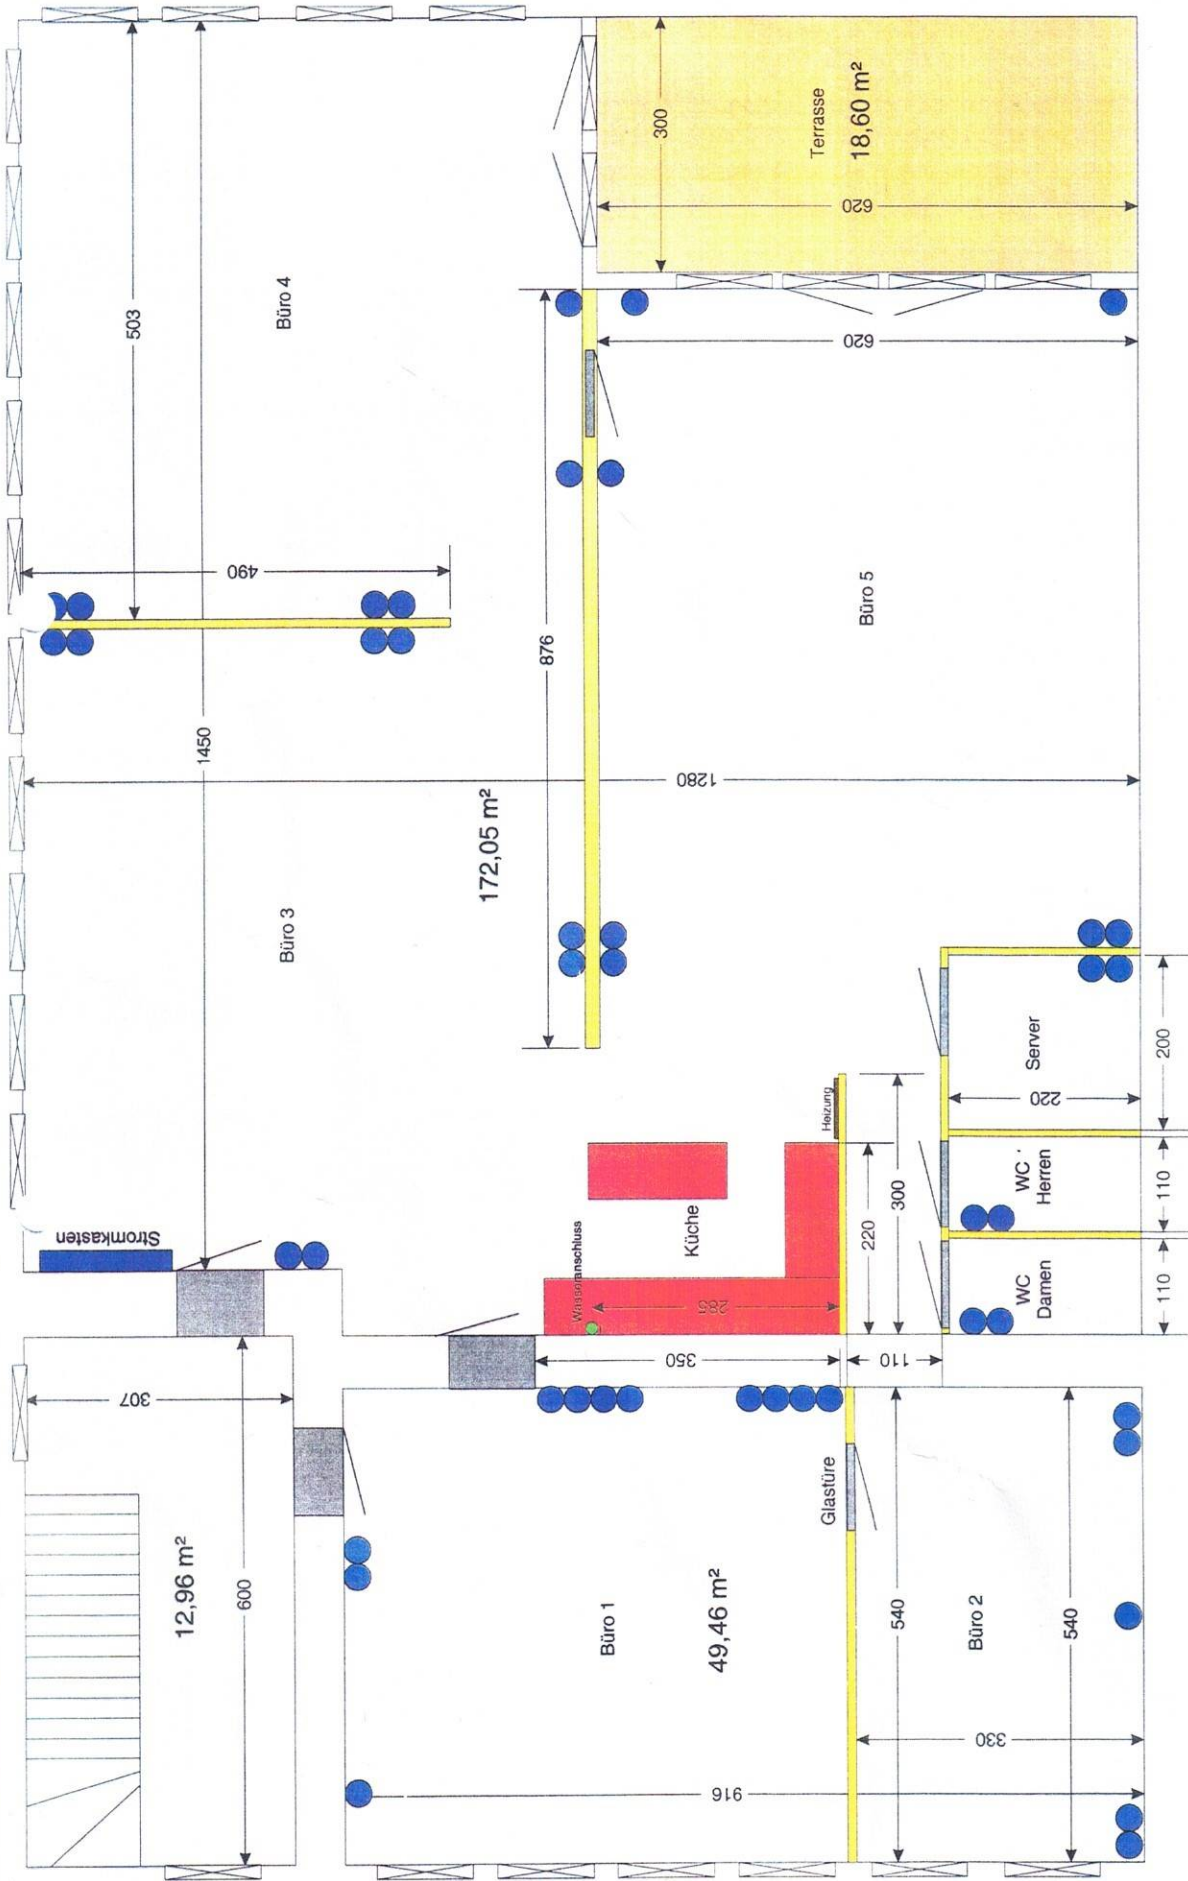 300
Terrasse
18,60 m²
620
503
Büro 4
620
490
Büro 5
876
1450
1280
172,05 m²
Büro 3
Server
200
220
Heizung
WC
Herren
110
300
220
Küche
Stromkasten
Wasseranschluss
285
WC
Damen
110
350
110
307
Glastüre
12,96 m²
600
Büro 1
49,46 m²
540
Büro 2
540
330
916